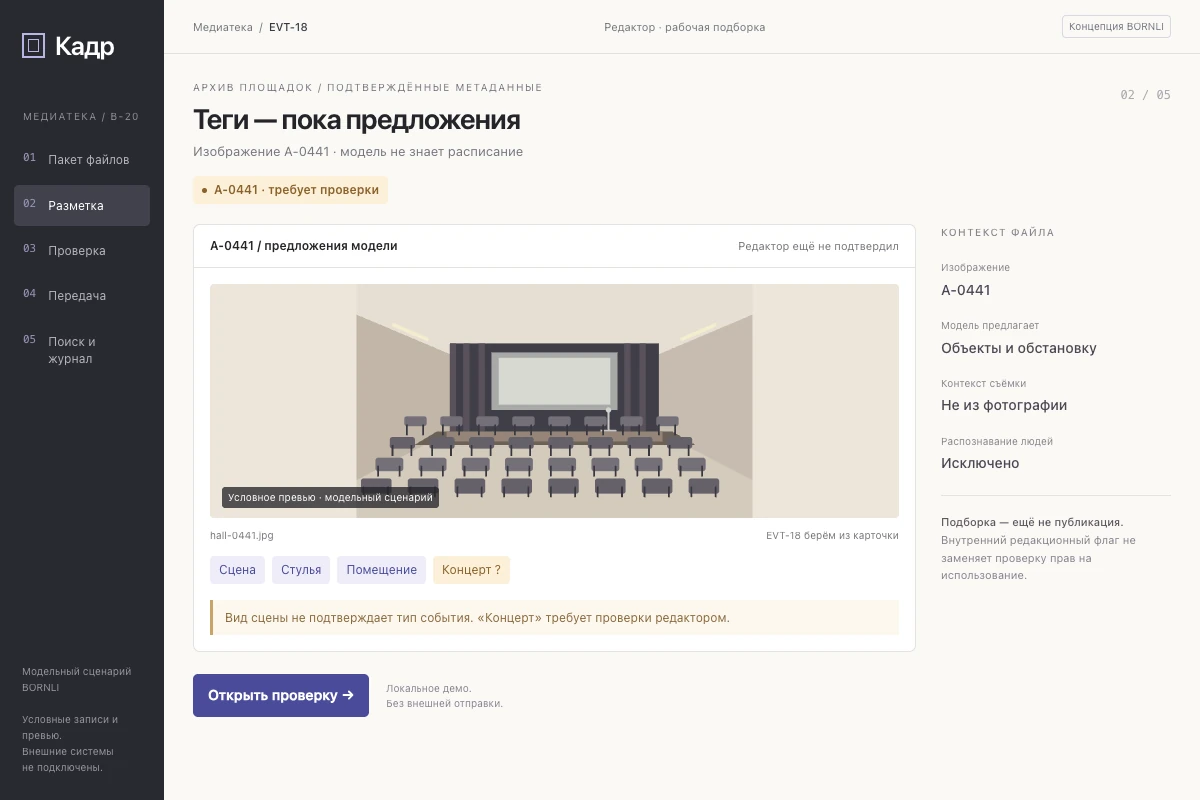 Кадр
МЕДИАТЕКА / B-20
01 Пакет файлов
02 Разметка
03 Проверка
04 Передача
05 Поиск и
журнал
Модельный сценарий
BORNLI
Условные записи и
превью.
Внешние системы
не подключены.
Медиатека / EVT-18
Редактор · рабочая подборка
Концепция BORNLI
АРХИВ ПЛОЩАДОК / ПОДТВЕРЖДЁННЫЕ МЕТАДАННЫЕ
02 / 05
Теги — пока предложения
Изображение A-0441 · модель не знает расписание
A-0441 · требует проверки
A-0441 / предложения модели
Редактор ещё не подтвердил
Условное превью · модельный сценарий
hall-0441.jpg
EVT-18 берём из карточки
Сцена
Стулья
Помещение
Концерт ?
Вид сцены не подтверждает тип события. «Концерт» требует проверки редактором.
Открыть проверку →
Локальное демо.
Без внешней отправки.
КОНТЕКСТ ФАЙЛА
Изображение
A-0441
Модель предлагает
Объекты и обстановку
Контекст съёмки
Не из фотографии
Распознавание людей
Исключено
Подборка — ещё не публикация.
Внутренний редакционный флаг не
заменяет проверку прав на
использование.